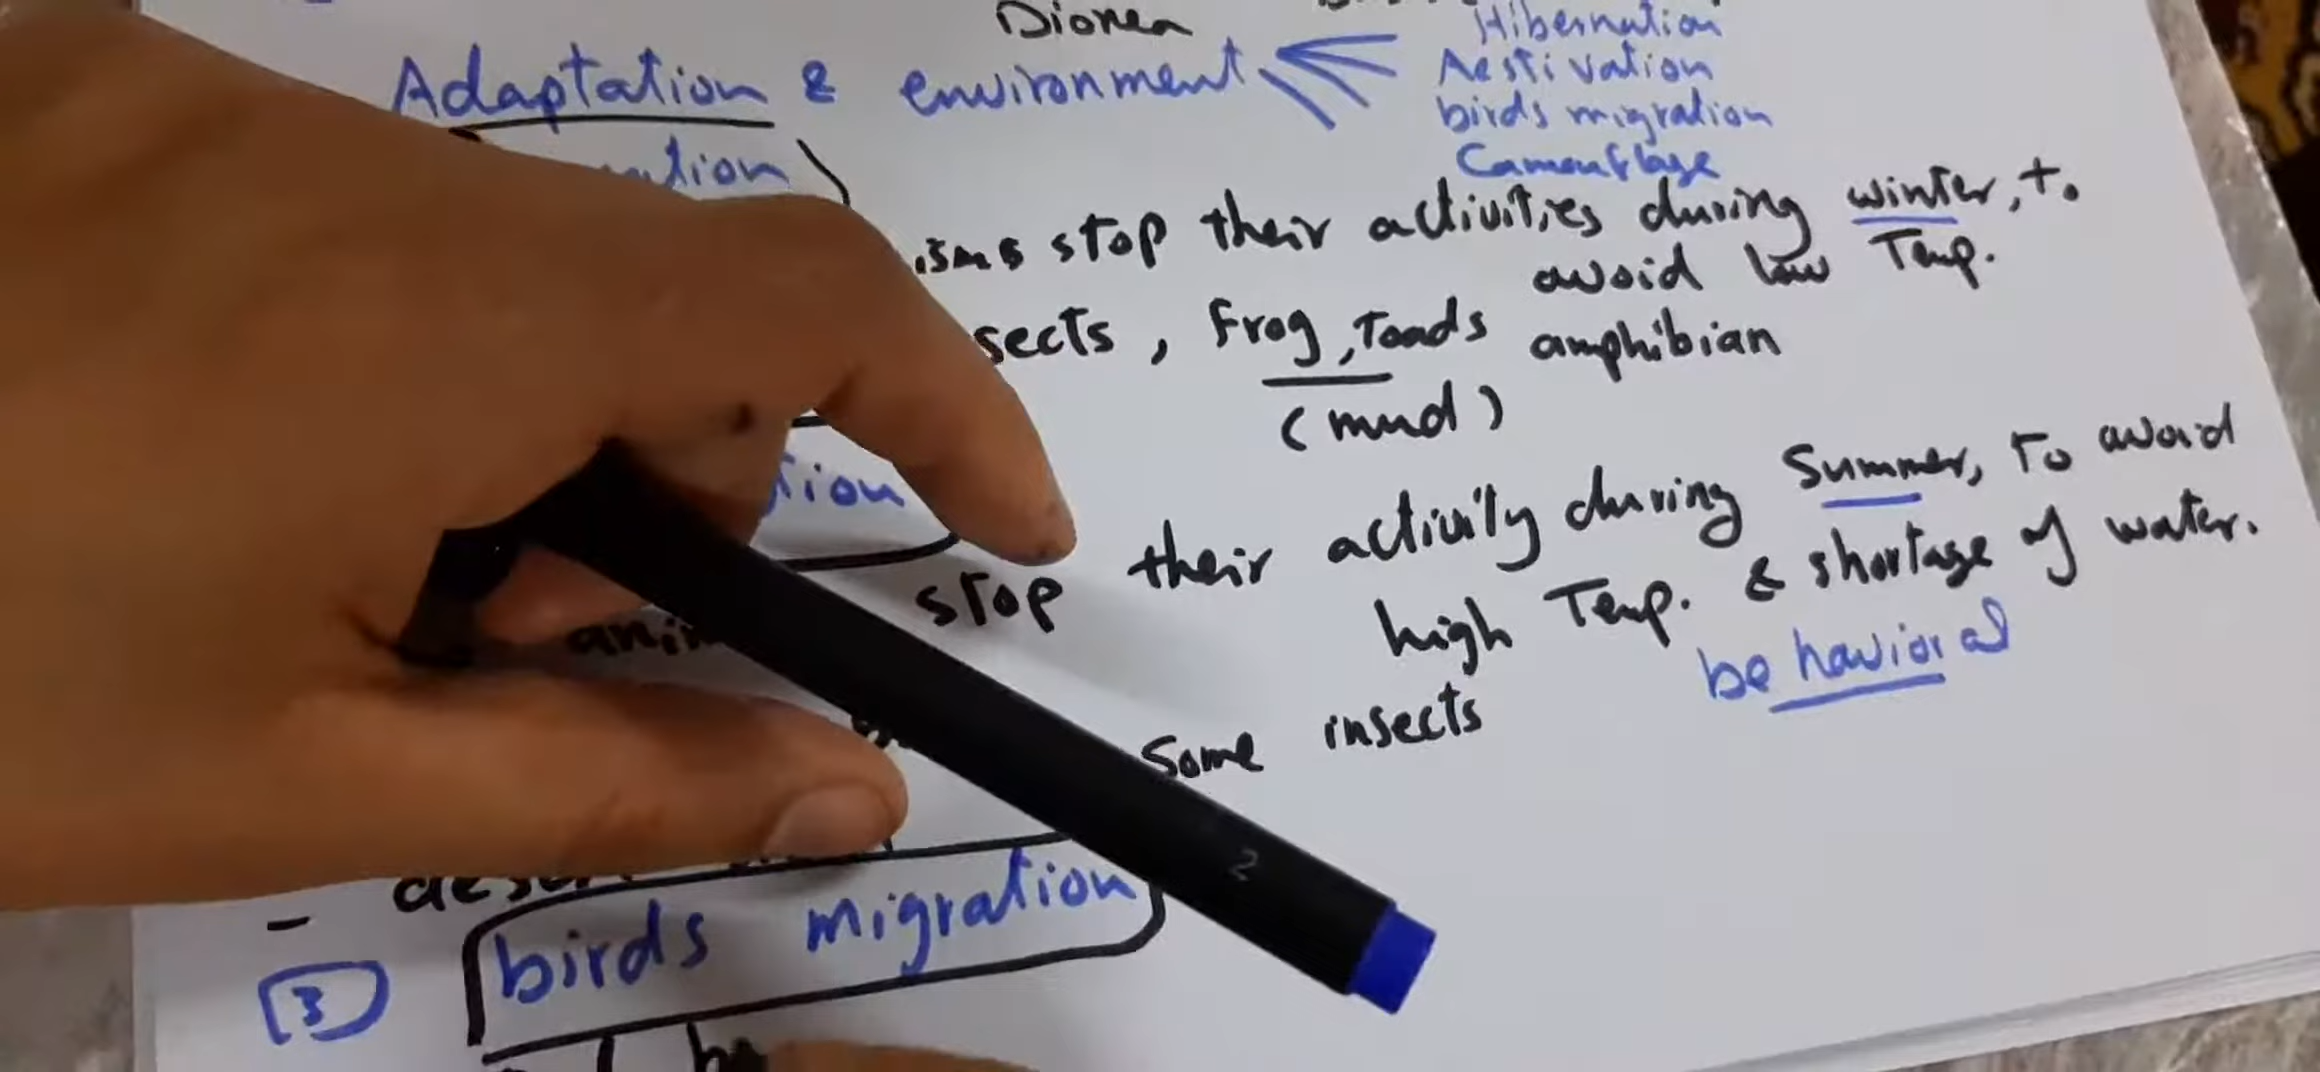 Dionea
Hibernation
Adaptation & environment
Aestivation
birds migration
Camouflage
stop their activities during winter, to
avoid low Temp.
, frog, Toads amphibian
(mud)
stop their activity during Summer, To avoid
high Temp. & shortage of water.
behavioral
Some insects
2
3 birds migration